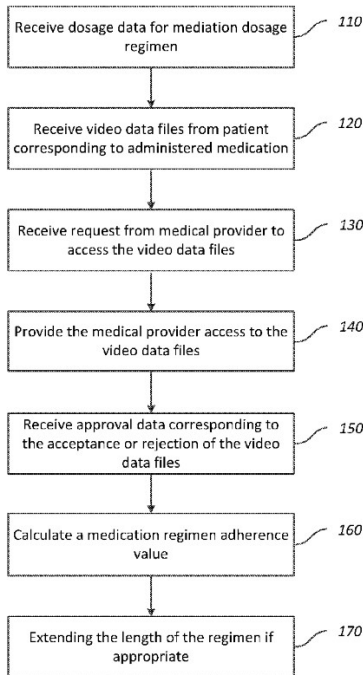 Receive dosage data for mediation dosage
regimen
110
Receive video data files from patient
corresponding to administered medication
120
Receive request from medical provider to
access the video data files
130
Provide the medical provider access to the
video data files
140
Receive approval data corresponding to
the acceptance or rejection of the video
data files
150
Calculate a medication regimen adherence
value
160
Extending the length of the regimen if
appropriate
170